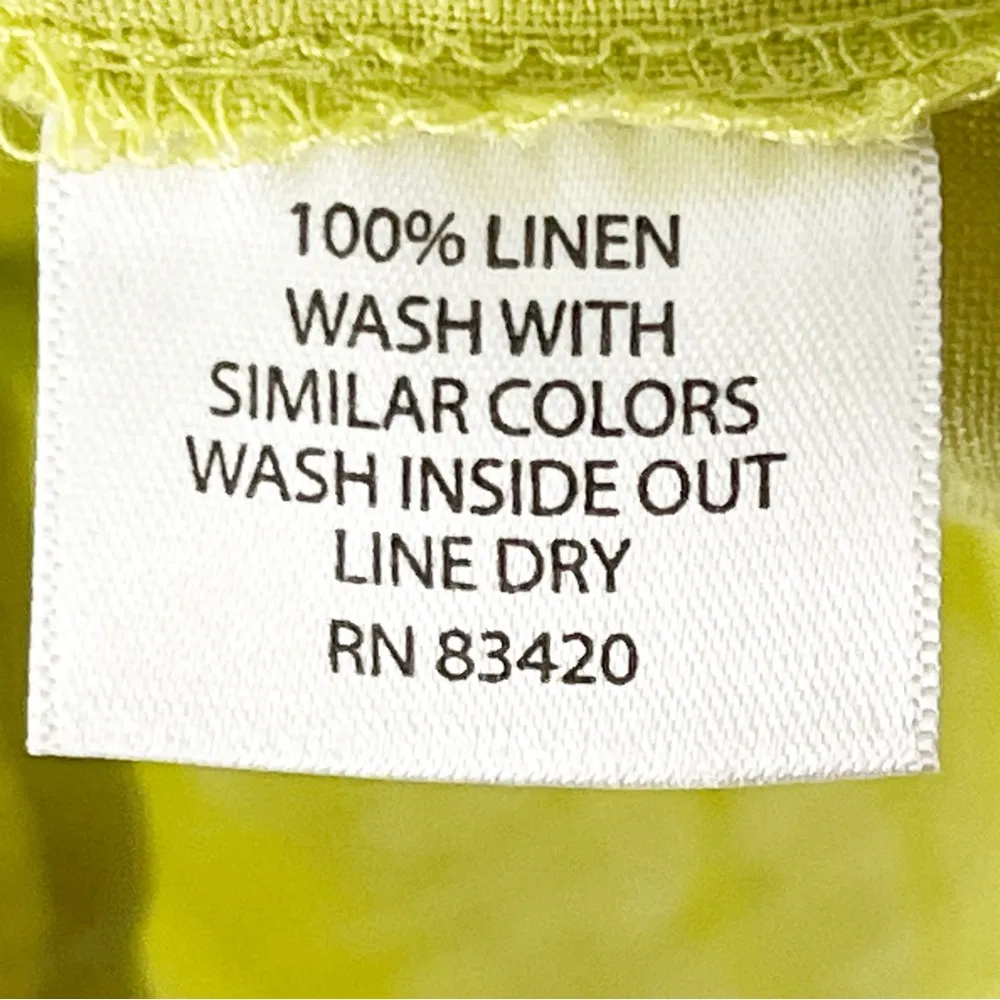 100% LINEN
WASH WITH
SIMILAR COLORS
WASH INSIDE OUT
LINE DRY
RN 83420